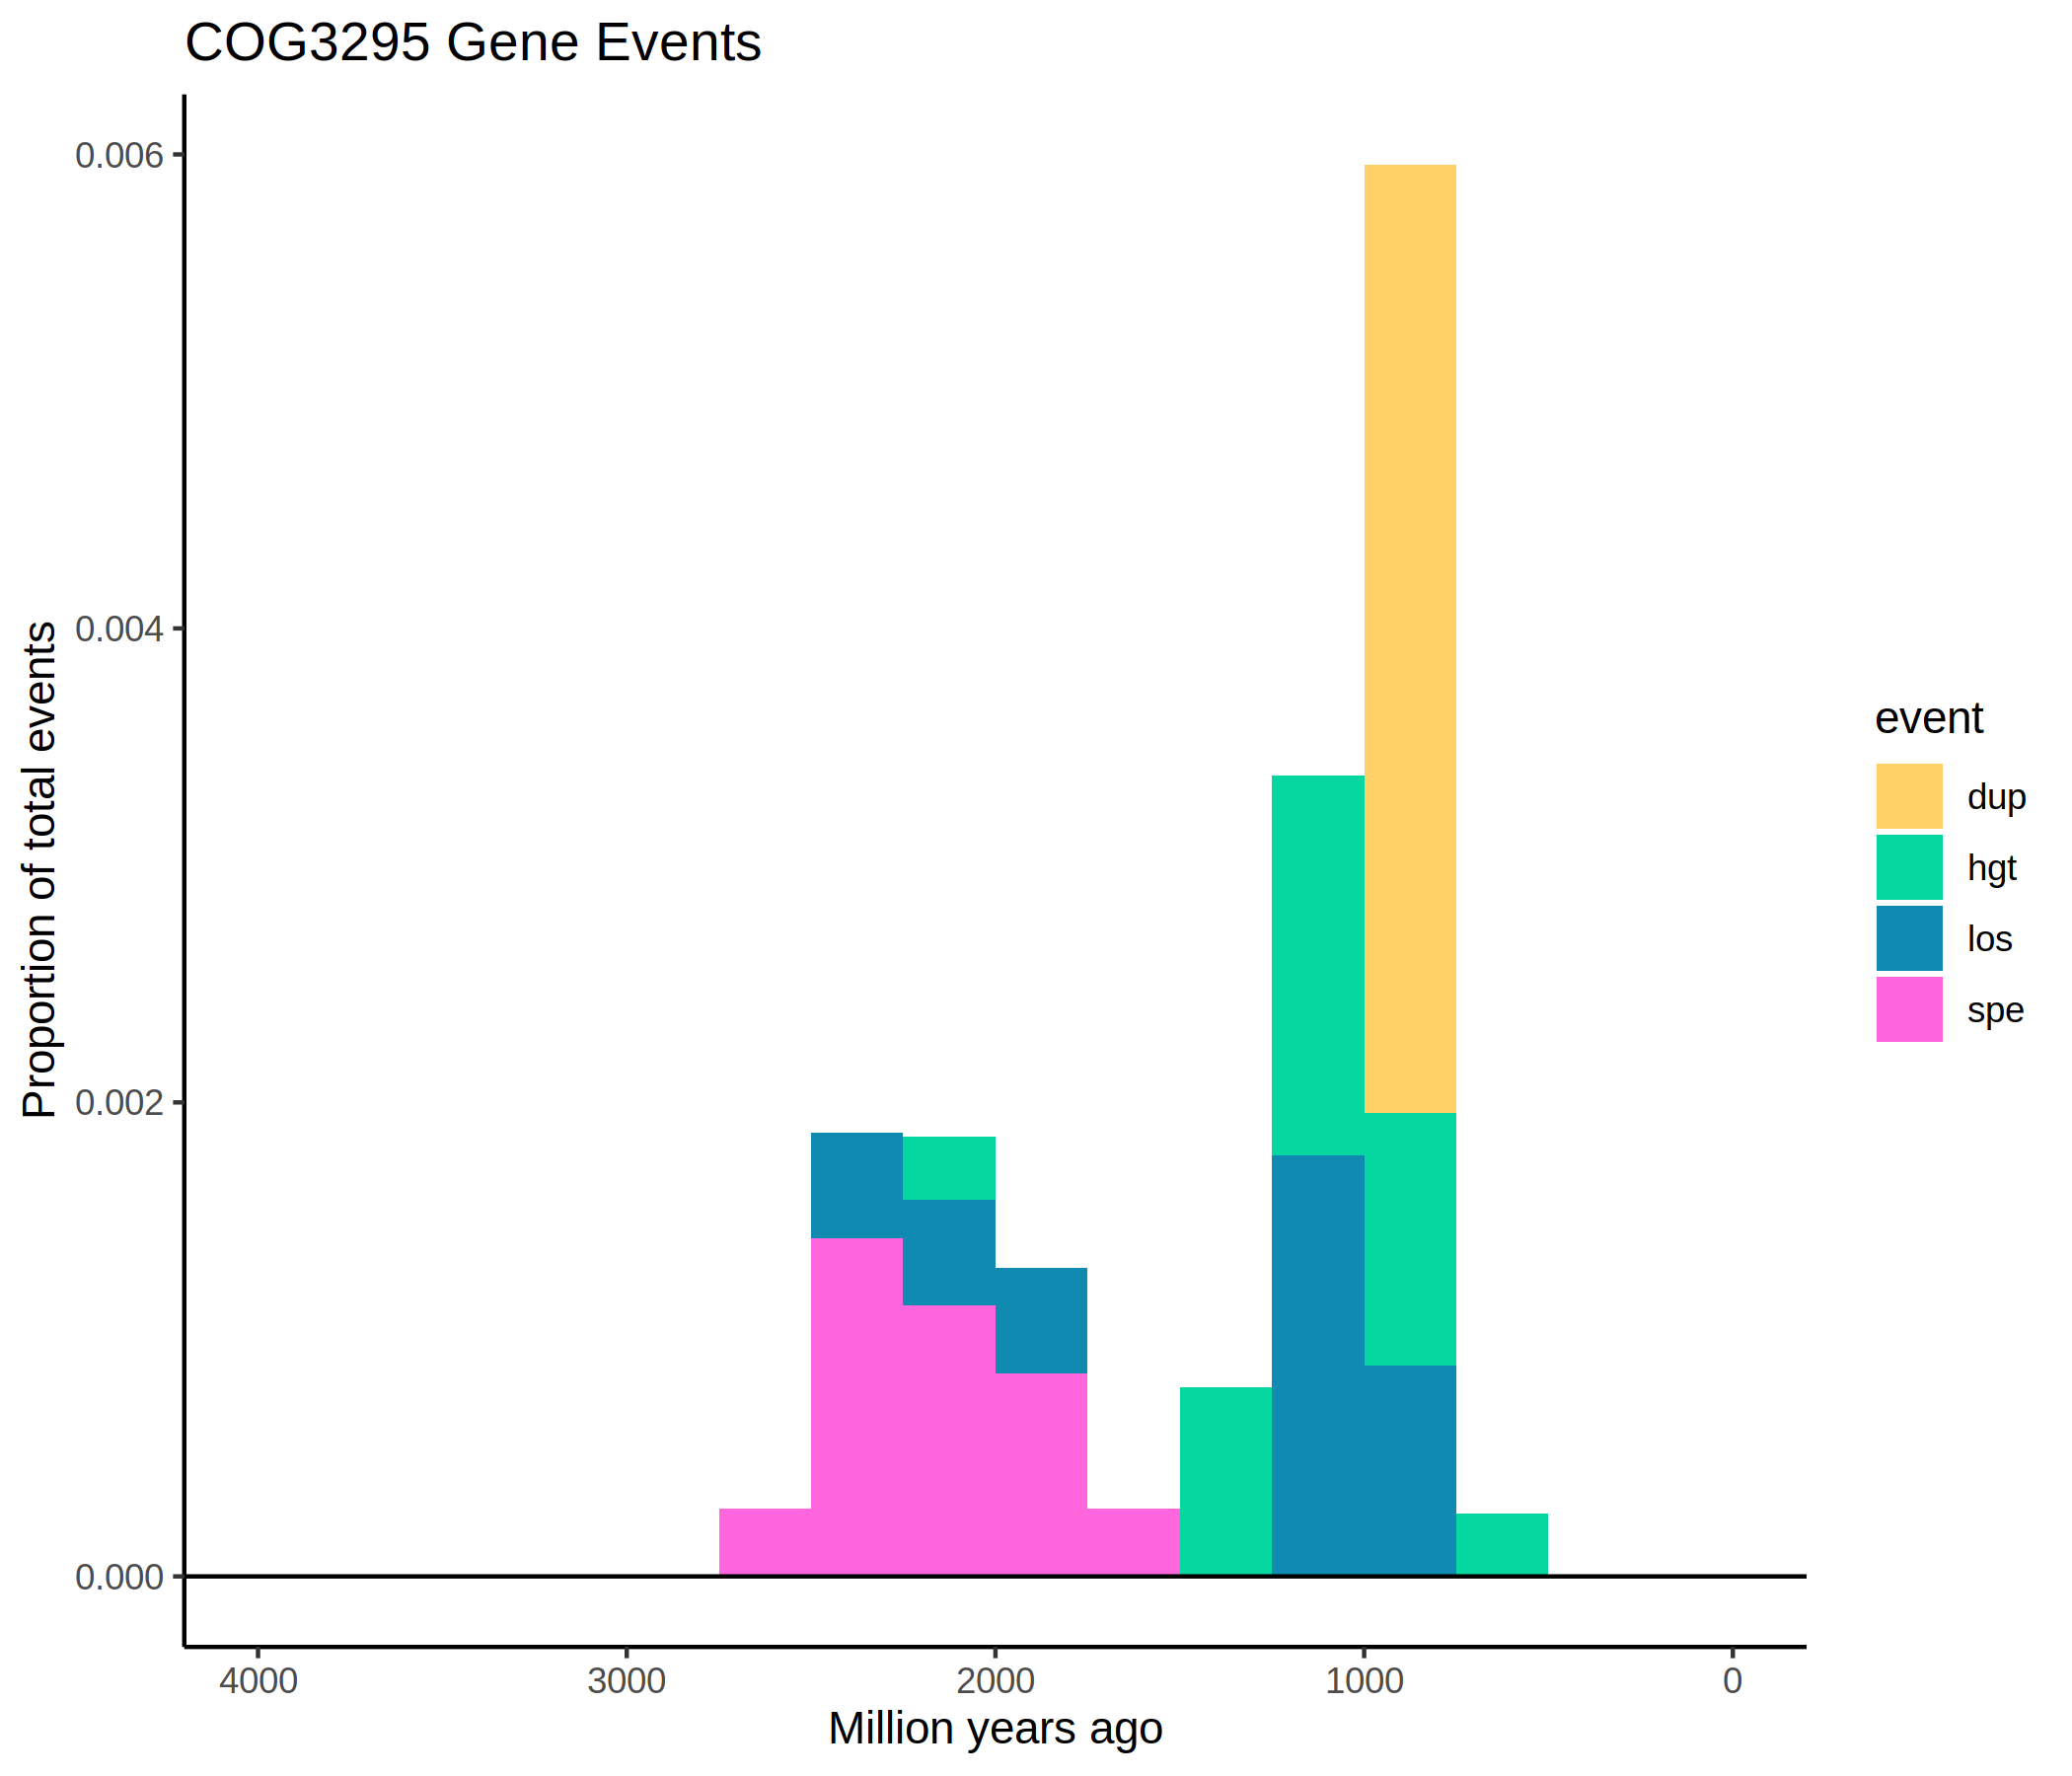 COG3295 Gene Events
Proportion of total events
0.006
0.004
0.002
0.000
4000 3000 2000 1000 0
Million years ago
event
dup
hgt
los
spe